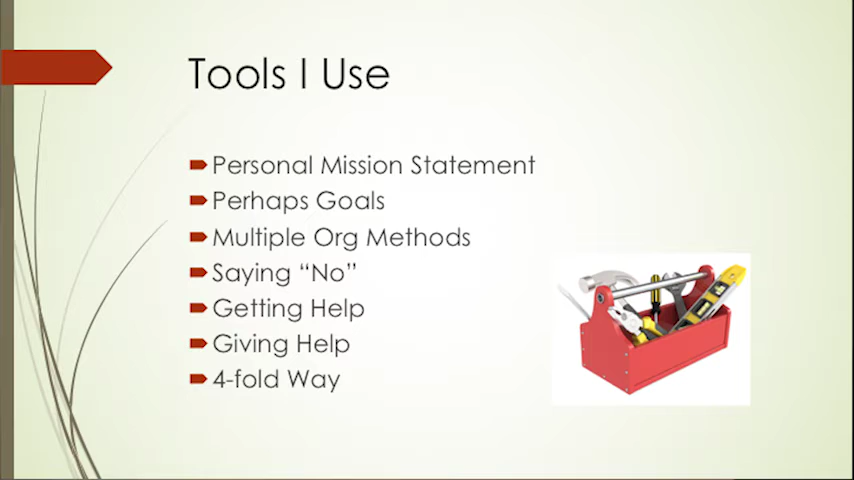 Tools I Use
Personal Mission Statement
Perhaps Goals
Multiple Org Methods
Saying “No”
Getting Help
Giving Help
4-fold Way